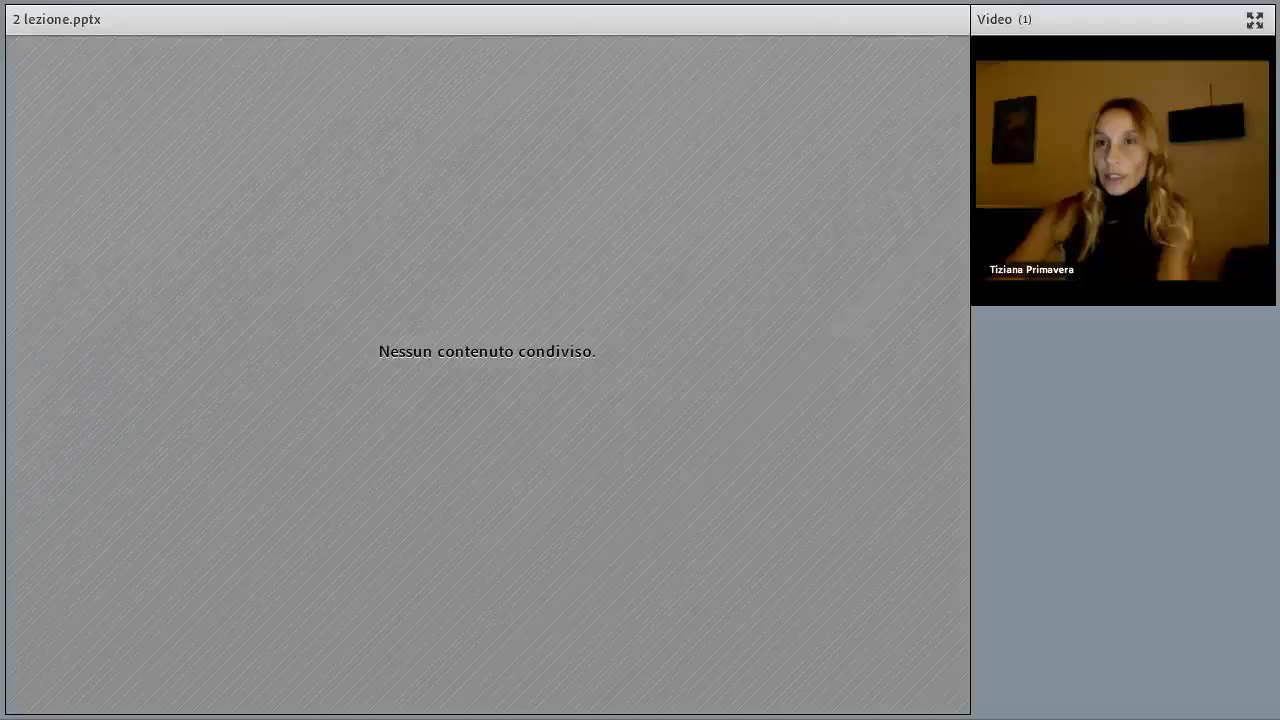 2 lezione.pptx
Video (1)
Tiziana Primavera
Nessun contenuto condiviso.